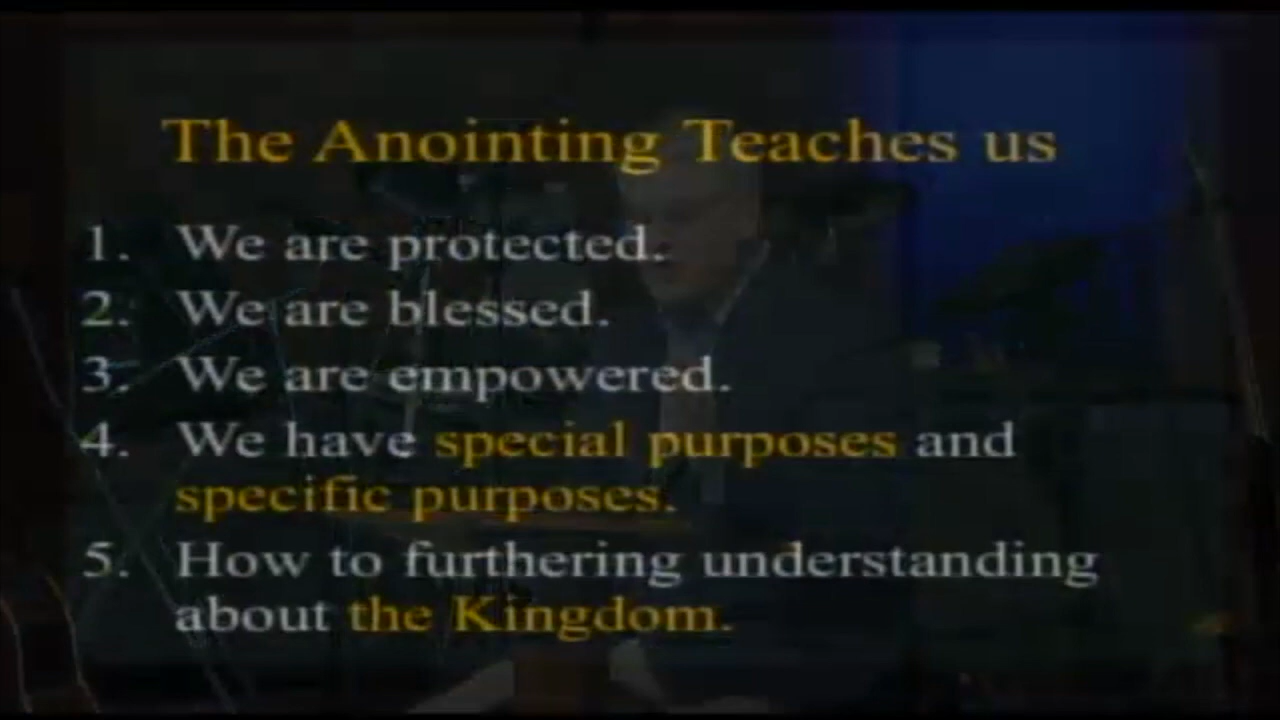 The Anointing Teaches us
1. We are protected.
2. We are blessed.
3. We are empowered.
4. We have special purposes and
specific purposes.
5. How to furthering understanding
about the Kingdom.